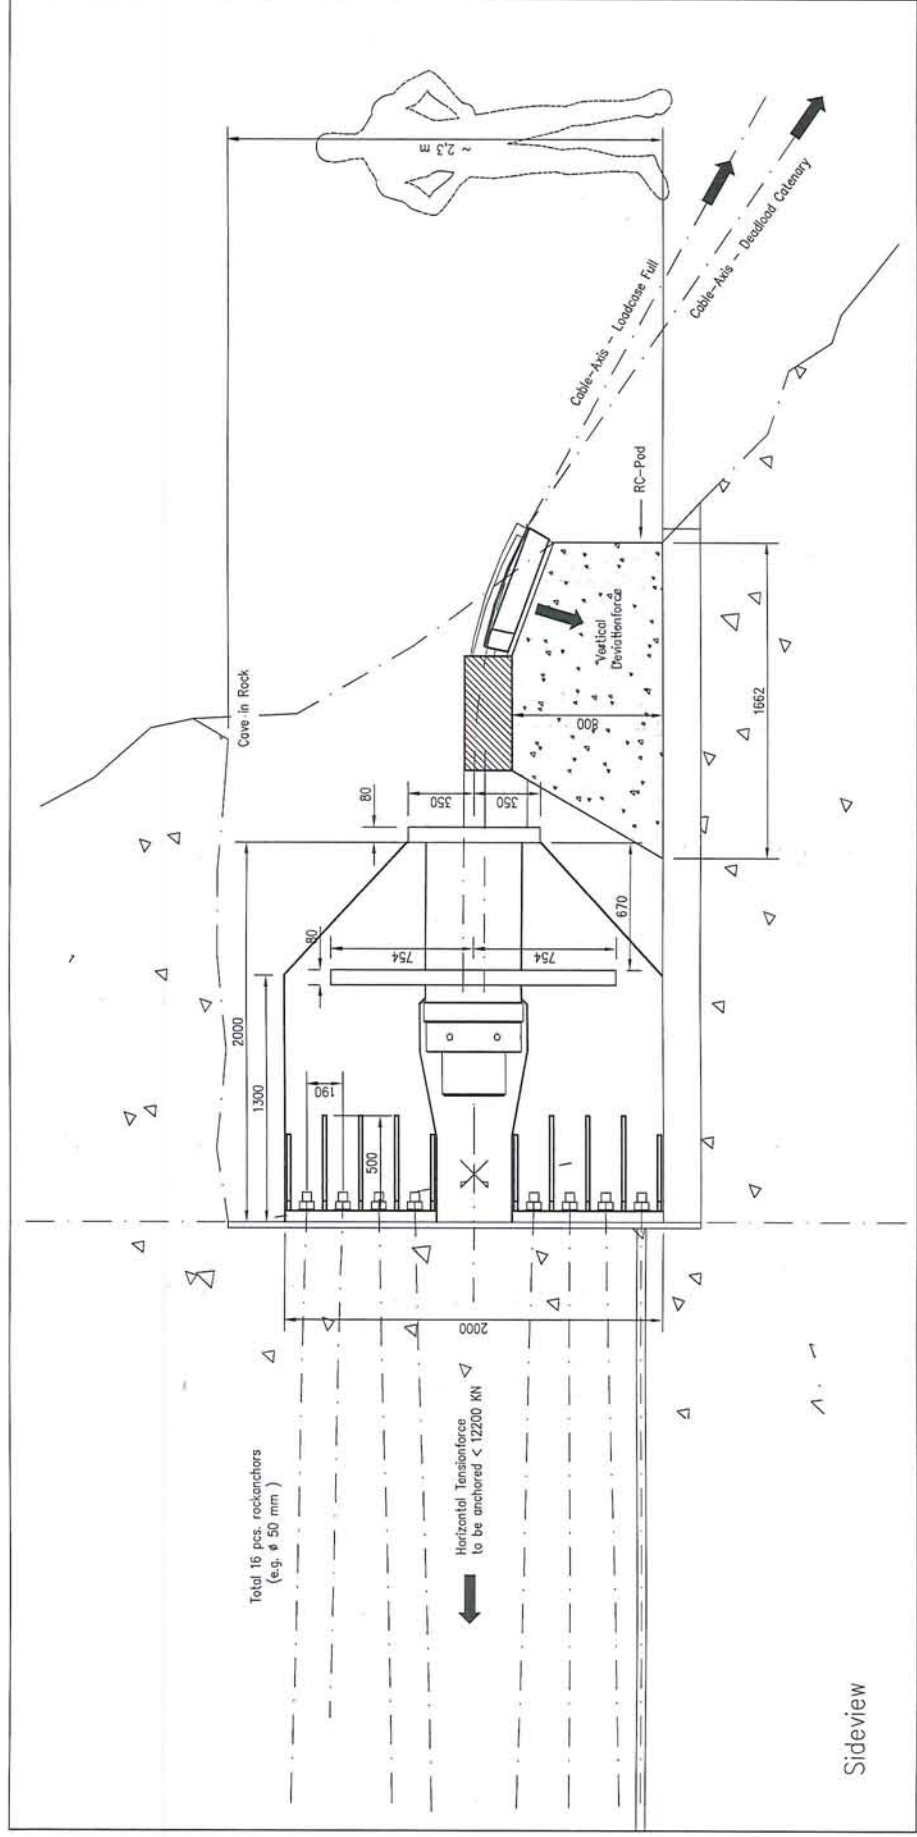 Total 16 pcs. rockanchors
(e.g. ø 50 mm )
Horizontal Tensionforce
to be anchored < 12200 KN
2000
1300
190
500
2000
2000
80
754
754
80
350
350
670
Cave in Rock
800
1662
Vertical
Deviationforce
RC-Pod
Cable-Axis - Loadcase Full
Cable-Axis - Deadload Catenary
~ 2,3 m
Sideview